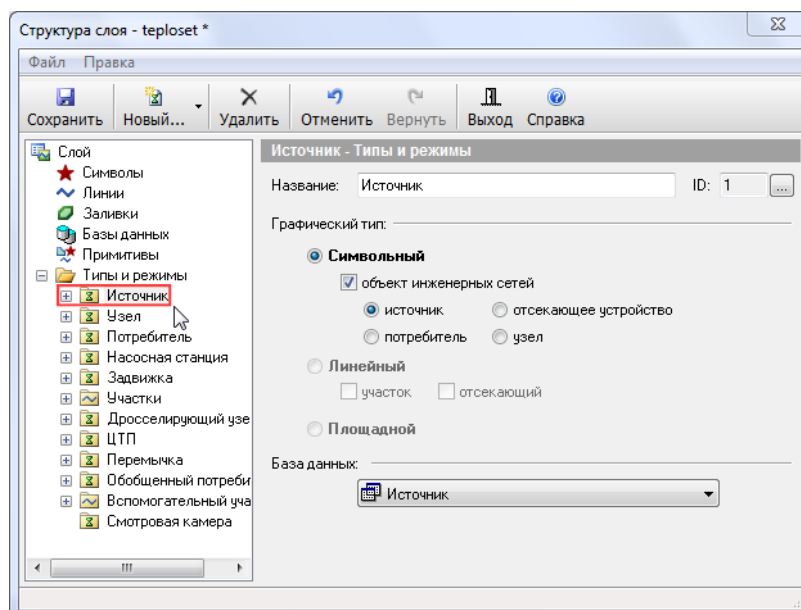 Структура слоя - teploset *
Файл Правка
Сохранить Новый... Удалить Отменить Вернуть Выход Справка
Слой
Символы
Линии
Заливки
Базы данных
Примитивы
Типы и режимы
Источник
Узел
Потребитель
Насосная станция
Задвижка
Участки
Дросселирующий узе
ЦТП
Перемычка
Обобщенный потреби
Вспомогательный уча
Смотровая камера
Источник - Типы и режимы
Название: Источник ID: 1 ...
Графический тип:
Символьный
объект инженерных сетей
источник отсекающее устройство
потребитель узел
Линейный
участок отсекающий
Площадной
База данных:
Источник